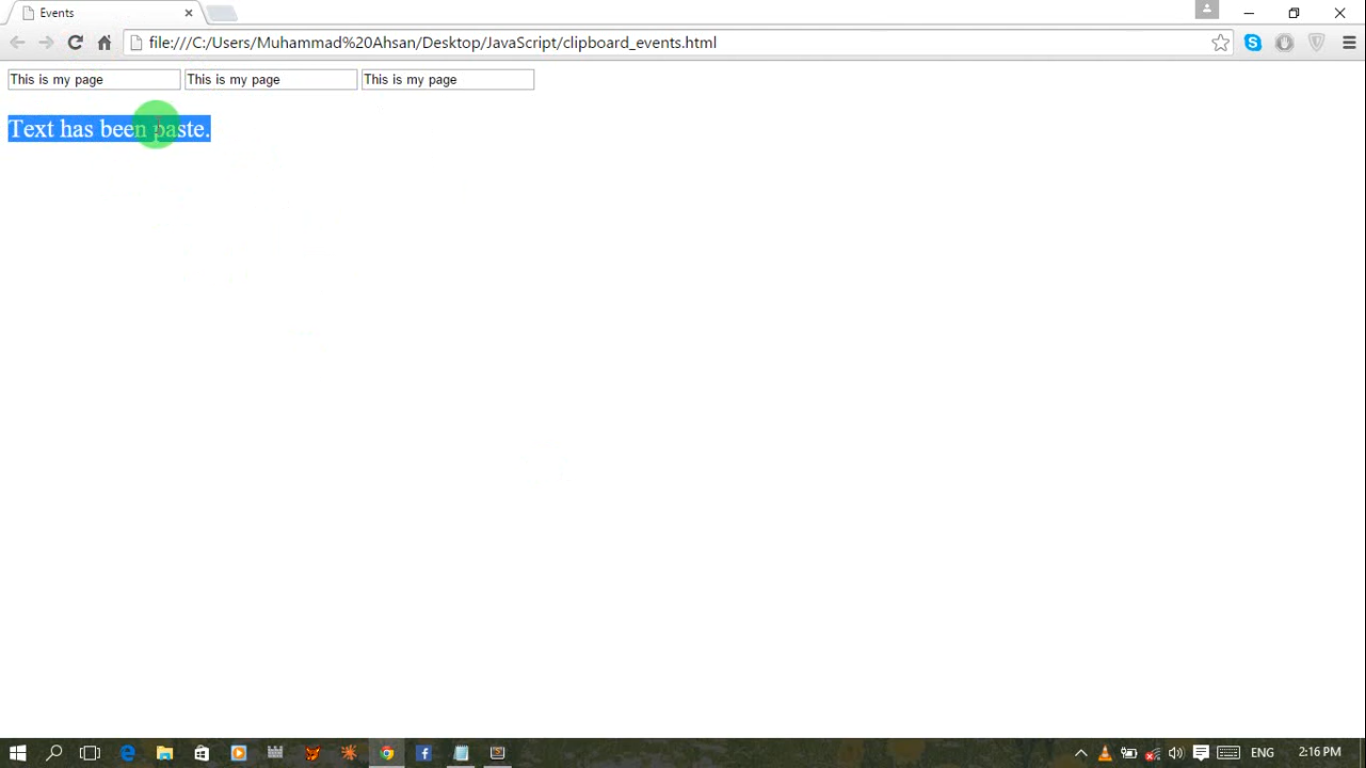 Events
file:///C:/Users/Muhammad%20Ahsan/Desktop/JavaScript/clipboard_events.html
This is my page This is my page This is my page
Text has been paste.
ENG 2:16 PM